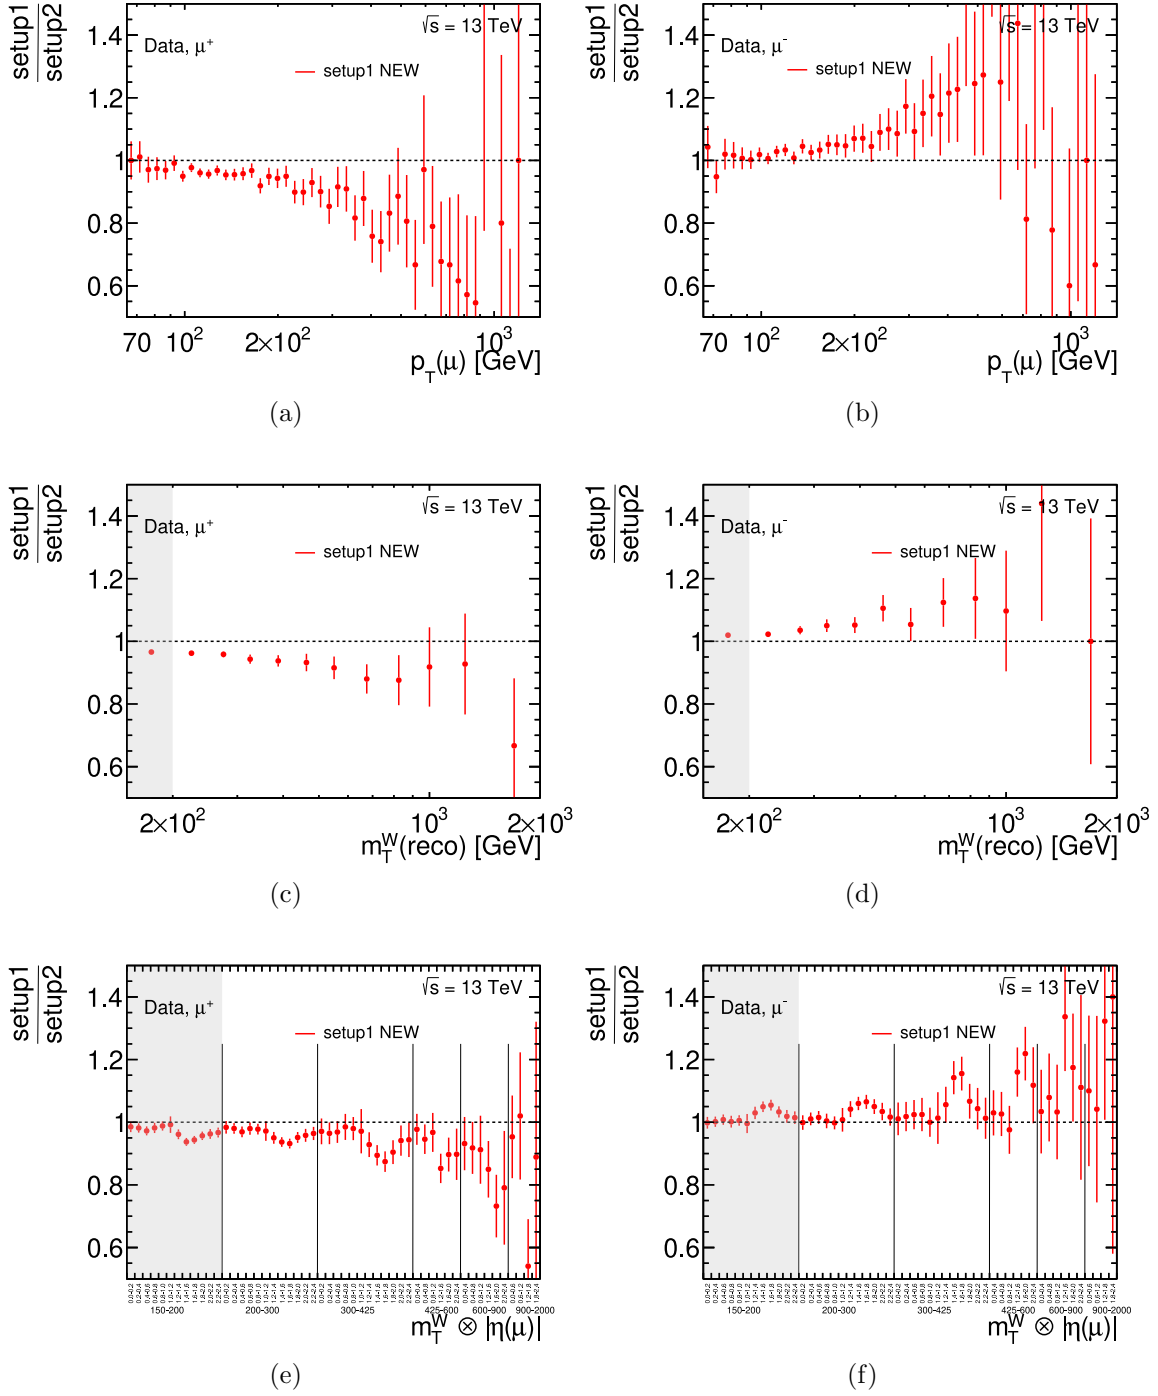 setup1
setup2
1.4
1.2
1
0.8
0.6
√s = 13 TeV
Data, μ⁺
setup1 NEW
70 10² 2×10² 10³
p_T(μ) [GeV]
(a)
setup1
setup2
1.4
1.2
1
0.8
0.6
√s = 13 TeV
Data, μ⁻
setup1 NEW
70 10² 2×10² 10³
p_T(μ) [GeV]
(b)
setup1
setup2
1.4
1.2
1
0.8
0.6
√s = 13 TeV
Data, μ⁺
setup1 NEW
2×10² 10³ 2×10³
m_T^W(reco) [GeV]
(c)
setup1
setup2
1.4
1.2
1
0.8
0.6
√s = 13 TeV
Data, μ⁻
setup1 NEW
2×10² 10³ 2×10³
m_T^W(reco) [GeV]
(d)
setup1
setup2
1.4
1.2
1
0.8
0.6
√s = 13 TeV
Data, μ⁺
setup1 NEW
150-200 200-300 300-425 425-600 600-900 900-2000
m_T^W ⊗ |η(μ)|
(e)
setup1
setup2
1.4
1.2
1
0.8
0.6
√s = 13 TeV
Data, μ⁻
setup1 NEW
150-200 200-300 300-425 425-600 600-900 900-2000
m_T^W ⊗ |η(μ)|
(f)